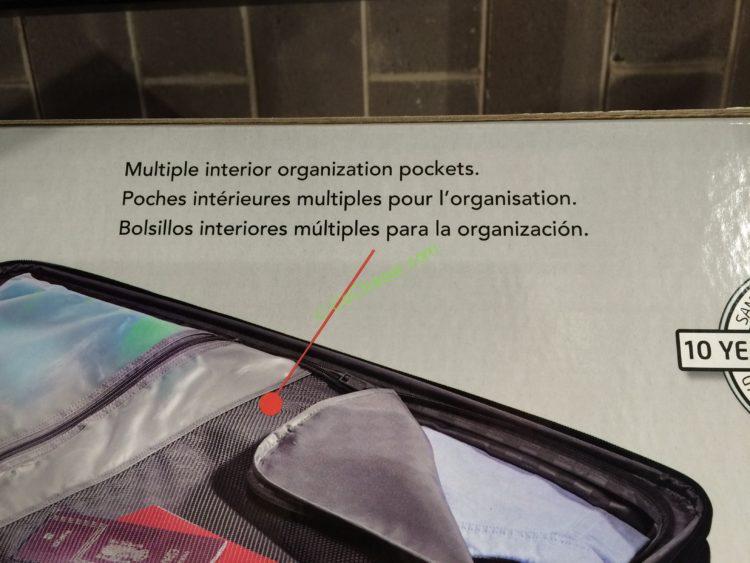 Multiple interior organization pockets.
Poches intérieures multiples pour l'organisation.
Bolsillos interiores múltiples para la organización.
10 YE